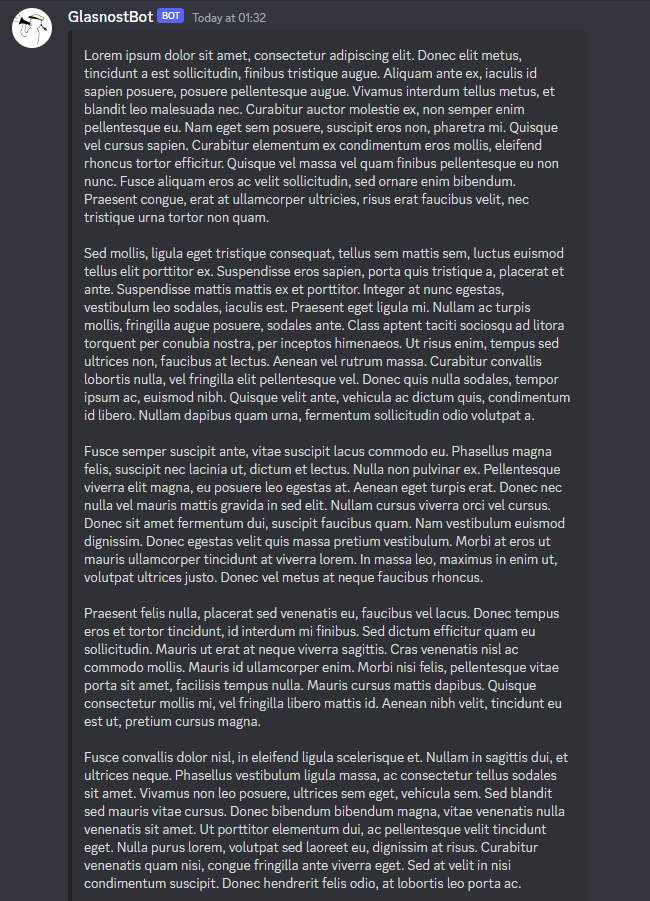 GlasnostBot BOT Today at 01:32
Lorem ipsum dolor sit amet, consectetur adipiscing elit. Donec elit metus,
tincidunt a est sollicitudin, finibus tristique augue. Aliquam ante ex, iaculis id
sapien posuere, posuere pellentesque augue. Vivamus interdum tellus metus, et
blandit leo malesuada nec. Curabitur auctor molestie ex, non semper enim
pellentesque eu. Nam eget sem posuere, suscipit eros non, pharetra mi. Quisque
vel cursus sapien. Curabitur elementum ex condimentum eros mollis, eleifend
rhoncus tortor efficitur. Quisque vel massa vel quam finibus pellentesque eu non
nunc. Fusce aliquam eros ac velit sollicitudin, sed ornare enim bibendum.
Praesent congue, erat at ullamcorper ultricies, risus erat faucibus velit, nec
tristique urna tortor non quam.
Sed mollis, ligula eget tristique consequat, tellus sem mattis sem, luctus euismod
tellus elit porttitor ex. Suspendisse eros sapien, porta quis tristique a, placerat et
ante. Suspendisse mattis mattis ex et porttitor. Integer at nunc egestas,
vestibulum leo sodales, iaculis est. Praesent eget ligula mi. Nullam ac turpis
mollis, fringilla augue posuere, sodales ante. Class aptent taciti sociosqu ad litora
torquent per conubia nostra, per inceptos himenaeos. Ut risus enim, tempus sed
ultrices non, faucibus at lectus. Aenean vel rutrum massa. Curabitur convallis
lobortis nulla, vel fringilla elit pellentesque vel. Donec quis nulla sodales, tempor
ipsum ac, euismod nibh. Quisque velit ante, vehicula ac dictum quis, condimentum
id libero. Nullam dapibus quam urna, fermentum sollicitudin odio volutpat a.
Fusce semper suscipit ante, vitae suscipit lacus commodo eu. Phasellus magna
felis, suscipit nec lacinia ut, dictum et lectus. Nulla non pulvinar ex. Pellentesque
viverra elit magna, eu posuere leo egestas at. Aenean eget turpis erat. Donec nec
nulla vel mauris mattis gravida in sed elit. Nullam cursus viverra orci vel cursus.
Donec sit amet fermentum dui, suscipit faucibus quam. Nam vestibulum euismod
dignissim. Donec egestas velit quis massa pretium vestibulum. Morbi at eros ut
mauris ullamcorper tincidunt at viverra lorem. In massa leo, maximus in enim ut,
volutpat ultrices justo. Donec vel metus at neque faucibus rhoncus.
Praesent felis nulla, placerat sed venenatis eu, faucibus vel lacus. Donec tempus
eros et tortor tincidunt, id interdum mi finibus. Sed dictum efficitur quam eu
sollicitudin. Mauris ut erat at neque viverra sagittis. Cras venenatis nisl ac
commodo mollis. Mauris id ullamcorper enim. Morbi nisi felis, pellentesque vitae
porta sit amet, facilisis tempus nulla. Mauris cursus mattis dapibus. Quisque
consectetur mollis mi, vel fringilla libero mattis id. Aenean nibh velit, tincidunt eu
est ut, pretium cursus magna.
Fusce convallis dolor nisl, in eleifend ligula scelerisque et. Nullam in sagittis dui, et
ultrices neque. Phasellus vestibulum ligula massa, ac consectetur tellus sodales
sit amet. Vivamus non leo posuere, ultrices sem eget, vehicula sem. Sed blandit
sed mauris vitae cursus. Donec bibendum bibendum magna, vitae venenatis nulla
venenatis sit amet. Ut porttitor elementum dui, ac pellentesque velit tincidunt
eget. Nulla purus lorem, volutpat sed laoreet eu, dignissim at risus. Curabitur
venenatis quam nisi, congue fringilla ante viverra eget. Sed at velit in nisi
condimentum suscipit. Donec hendrerit felis odio, at lobortis leo porta ac.